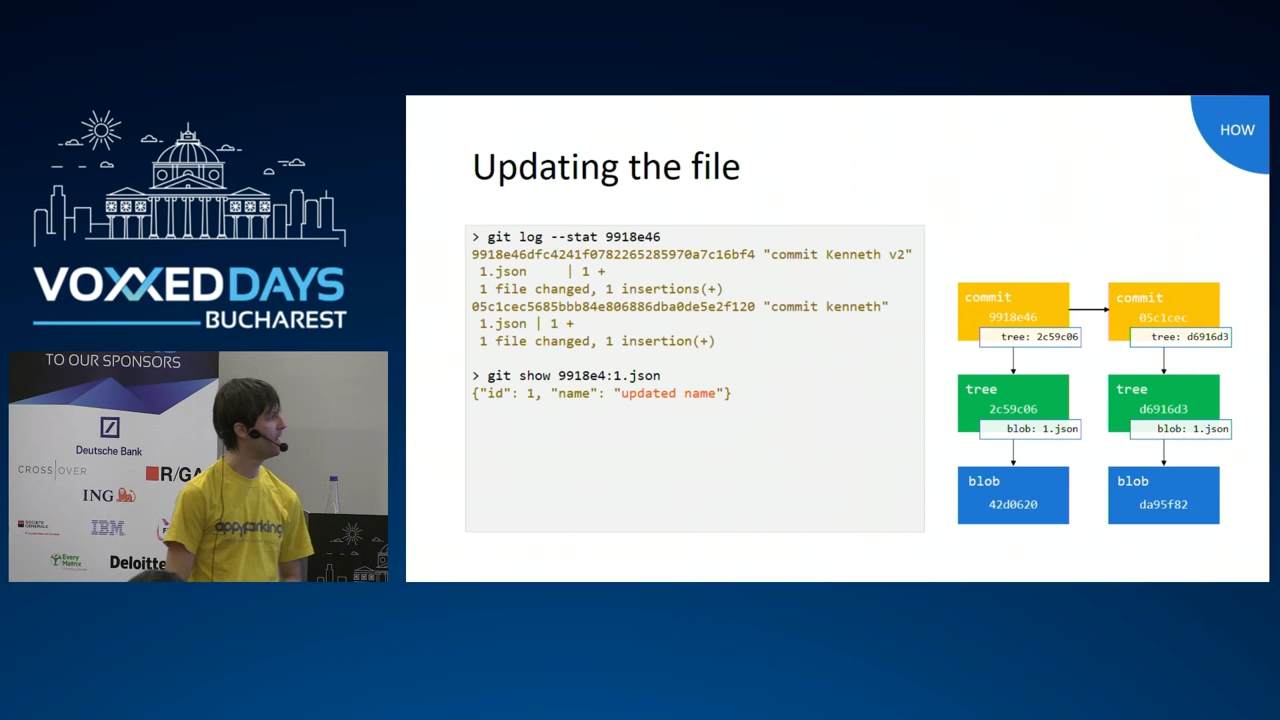 VOXXEDDAYS
BUCHAREST
TO OUR SPONSORS
Deutsche Bank
CROSSOVER
R/GA
ING
SOCIETE GENERALE
IBM
Every Matrix
Deloitte
appyparking
HOW
Updating the file
> git log --stat 9918e46
9918e46dfc4241f0782265285970a7c16bf4 "commit Kenneth v2"
1.json | 1 +
1 file changed, 1 insertions(+)
05c1cec5685bbb84e806886dba0de5e2f120 "commit kenneth"
1.json | 1 +
1 file changed, 1 insertion(+)
> git show 9918e4:1.json
{"id": 1, "name": "updated name"}
commit
9918e46
tree: 2c59c06
commit
05c1cec
tree: d6916d3
tree
2c59c06
blob: 1.json
tree
d6916d3
blob: 1.json
blob
42d0620
blob
da95f82